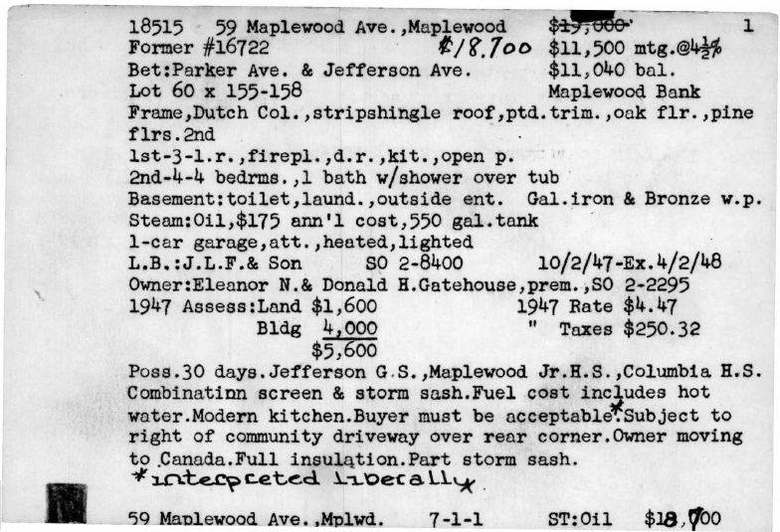 18515 59 Maplewood Ave.,Maplewood $19,000 1
Former #16722 $18,700 $11,500 mtg.@4½%
Bet:Parker Ave. & Jefferson Ave. $11,040 bal.
Lot 60 x 155-158 Maplewood Bank
Frame,Dutch Col.,stripshingle roof,ptd.trim.,oak flr.,pine
flrs.2nd
1st-3-l.r.,firepl.,d.r.,kit.,open p.
2nd-4-4 bedrms.,1 bath w/shower over tub
Basement:toilet,laund.,outside ent. Gal.iron & Bronze w.p.
Steam:Oil,$175 ann'l cost,550 gal.tank
1-car garage,att.,heated,lighted
L.B.:J.L.F.& Son SO 2-8400 10/2/47-Ex.4/2/48
Owner:Eleanor N.& Donald H.Gatehouse,prem.,SO 2-2295
1947 Assess:Land $1,600 1947 Rate $4.47
Bldg 4,000 " Taxes $250.32
$5,600
Poss.30 days.Jefferson G.S.,Maplewood Jr.H.S.,Columbia H.S.
Combinatinn screen & storm sash.Fuel cost includes hot
water.Modern kitchen.Buyer must be acceptable*.Subject to
right of community driveway over rear corner.Owner moving
to Canada.Full insulation.Part storm sash.
*interpreted liberally*
59 Maplewood Ave.,Mplwd. 7-1-1 ST:Oil $18,700